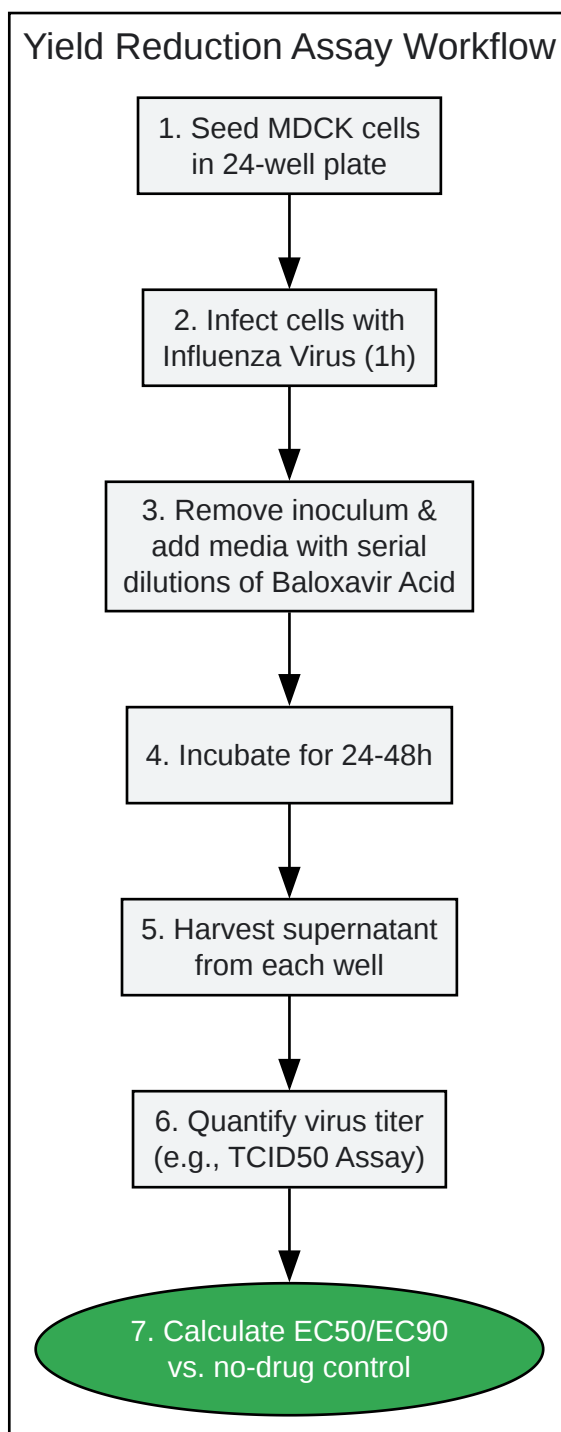 Yield Reduction Assay Workflow
1. Seed MDCK cells
in 24-well plate
2. Infect cells with
Influenza Virus (1h)
3. Remove inoculum &
add media with serial
dilutions of Baloxavir Acid
4. Incubate for 24-48h
5. Harvest supernatant
from each well
6. Quantify virus titer
(e.g., TCID50 Assay)
7. Calculate EC50/EC90
vs. no-drug control